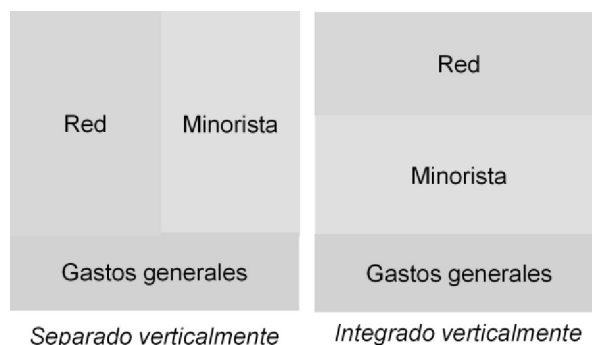 Red
Minorista
Gastos generales
Separado verticalmente
Red
Minorista
Gastos generales
Integrado verticalmente